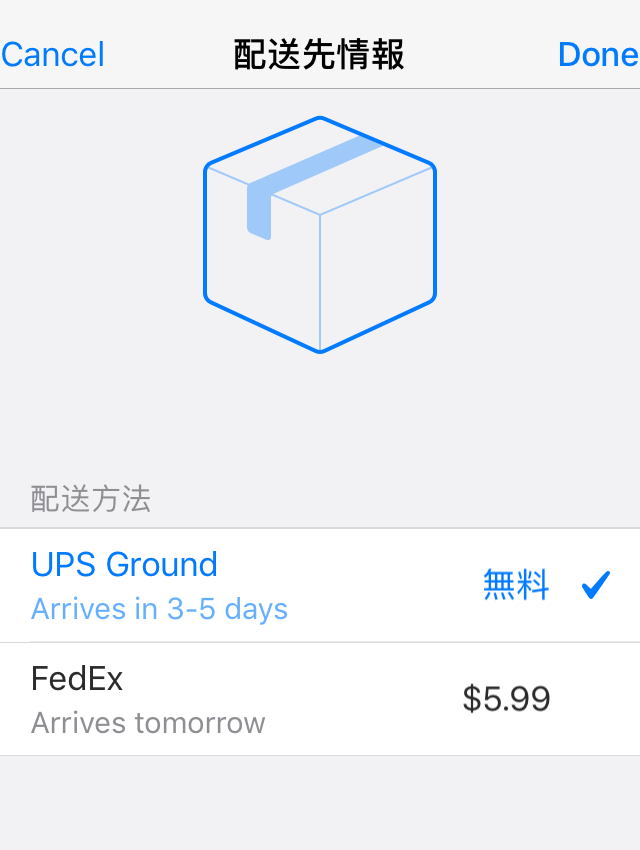 Cancel 配送先情報 Done
配送方法
UPS Ground
Arrives in 3-5 days
無料
FedEx
Arrives tomorrow
$5.99